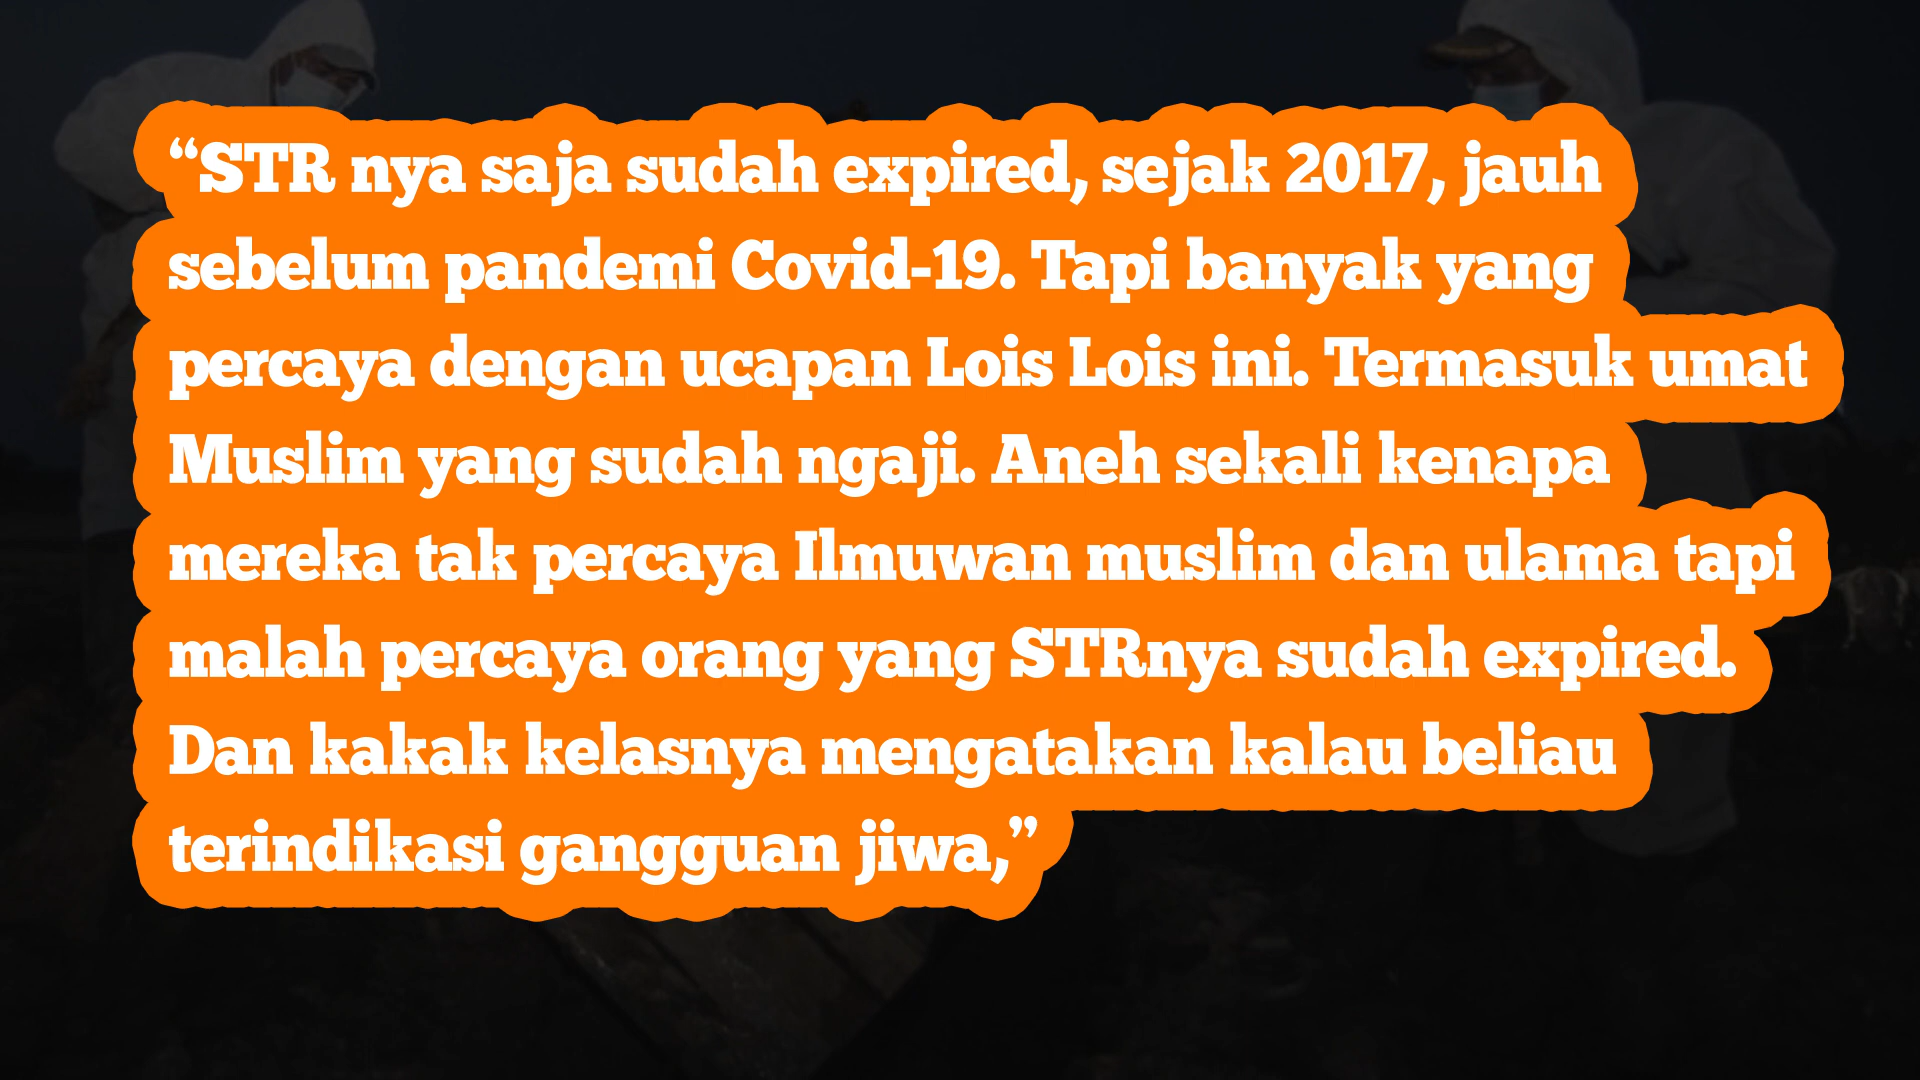 “STR nya saja sudah expired, sejak 2017, jauh
sebelum pandemi Covid-19. Tapi banyak yang
percaya dengan ucapan Lois Lois ini. Termasuk umat
Muslim yang sudah ngaji. Aneh sekali kenapa
mereka tak percaya Ilmuwan muslim dan ulama tapi
malah percaya orang yang STRnya sudah expired.
Dan kakak kelasnya mengatakan kalau beliau
terindikasi gangguan jiwa,”